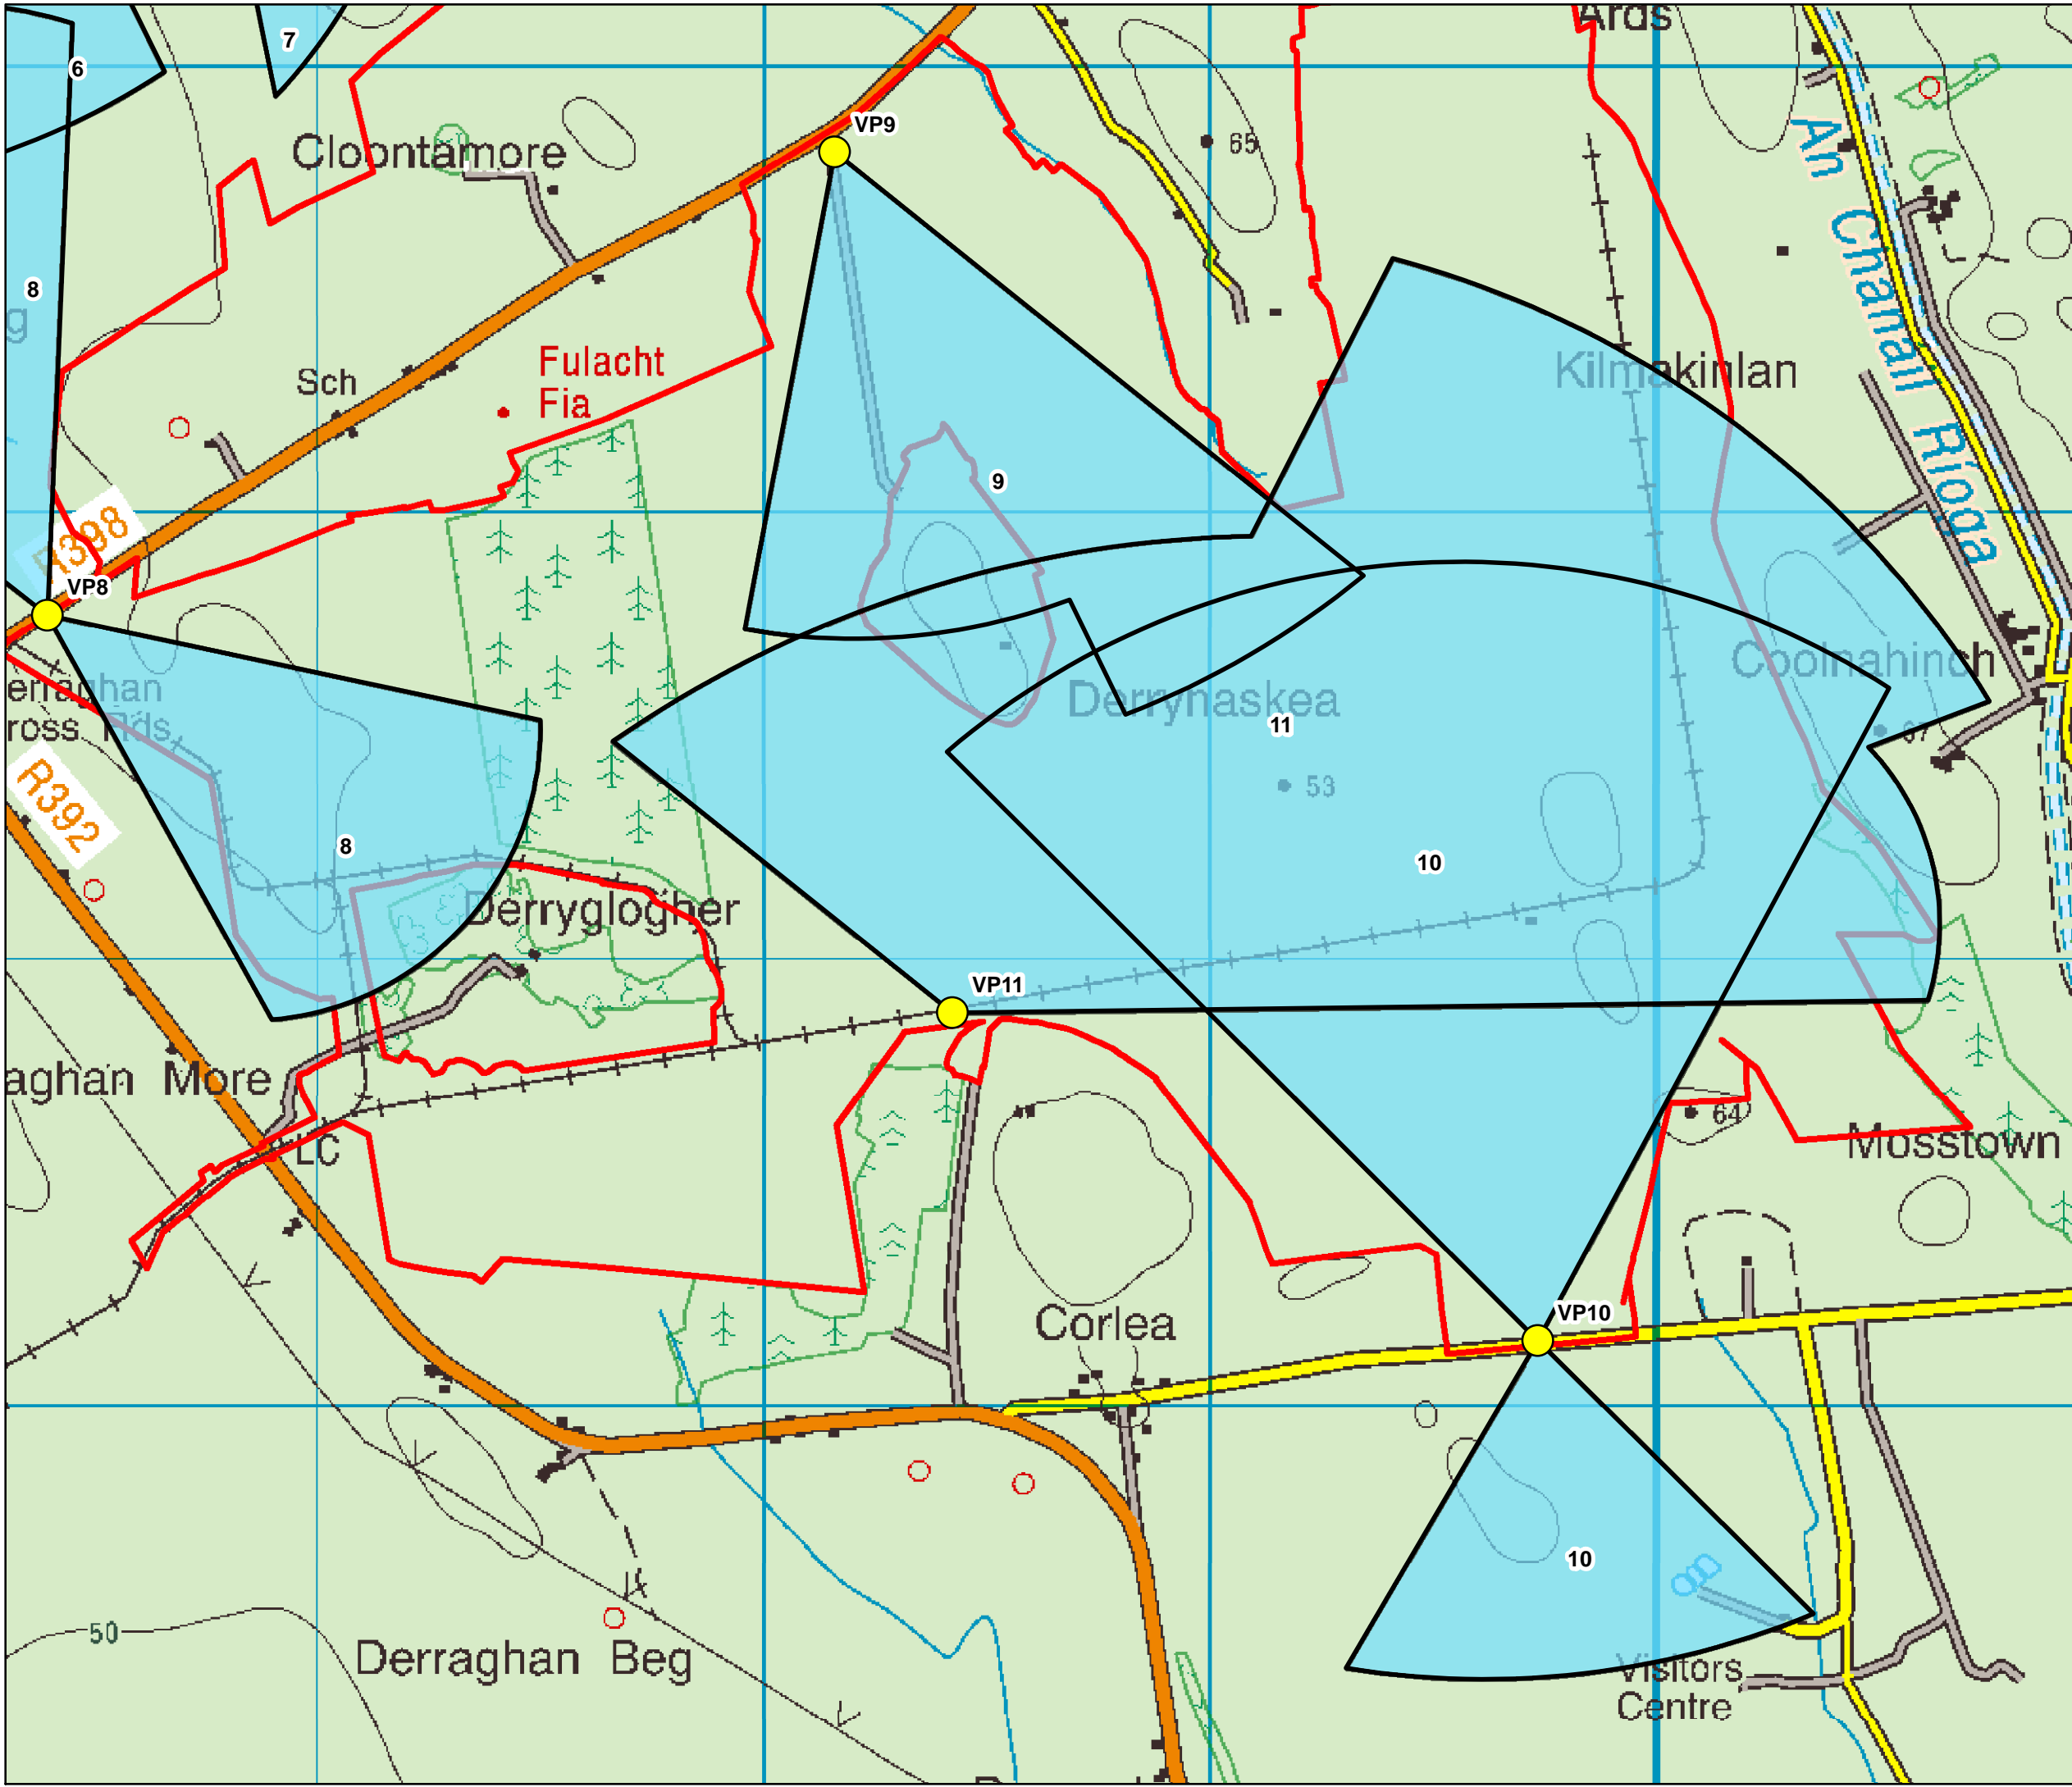 Ards
7
6
VP9
65
Cloontamore
An Chanáil Ríoga
8
g
Fulacht
Fia
Sch
Kilmakinlan
9
R398
VP8
Coolnahinch
erraghan
ross Rds
Derrynaskea
11
67
53
R392
8
10
Derryglogher
VP11
aghan More
64
LC
Mosstown
VP10
Corlea
10
50
Derraghan Beg
Visitors
Centre